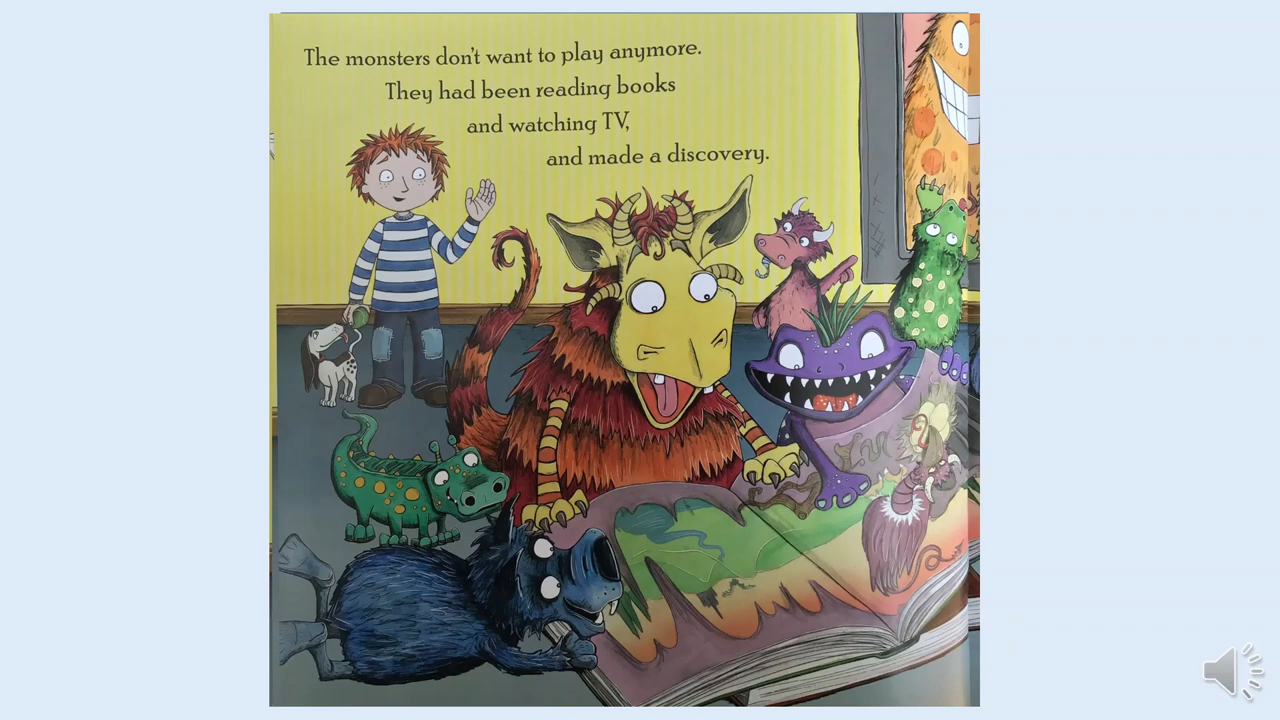 The monsters don't want to play anymore.
They had been reading books
and watching TV,
and made a discovery.